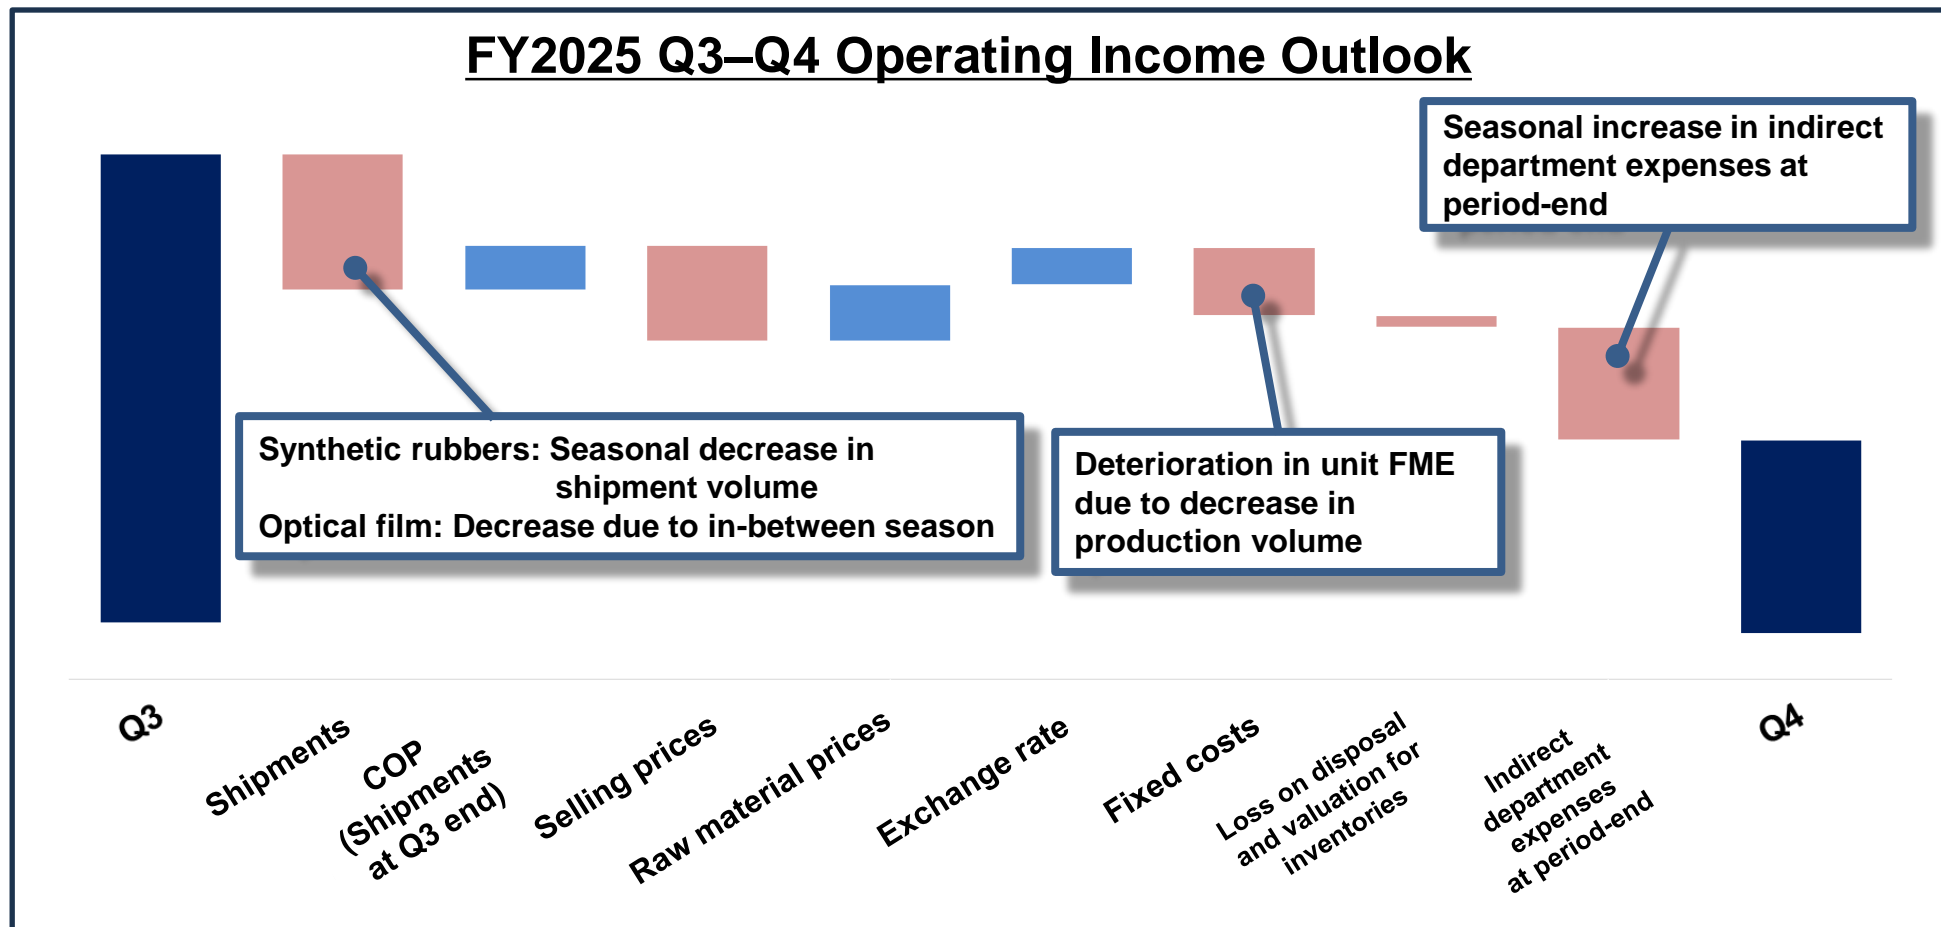 FY2025 Q3–Q4 Operating Income Outlook
Seasonal increase in indirect
department expenses at
period-end
Synthetic rubbers: Seasonal decrease in
shipment volume
Optical film: Decrease due to in-between season
Deterioration in unit FME
due to decrease in
production volume
Q3
Shipments
COP
(Shipments
at Q3 end)
Selling prices
Raw material prices
Exchange rate
Fixed costs
Loss on disposal
and valuation for
inventories
Indirect
department
expenses
at period-end
Q4